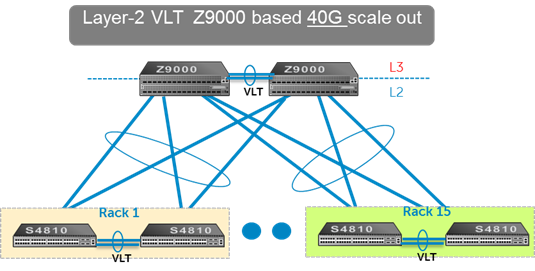 Layer-2 VLT Z9000 based 40G scale out
Z9000 Z9000
VLT
L3
L2
Rack 1 Rack 15
S4810 S4810 S4810 S4810
VLT VLT